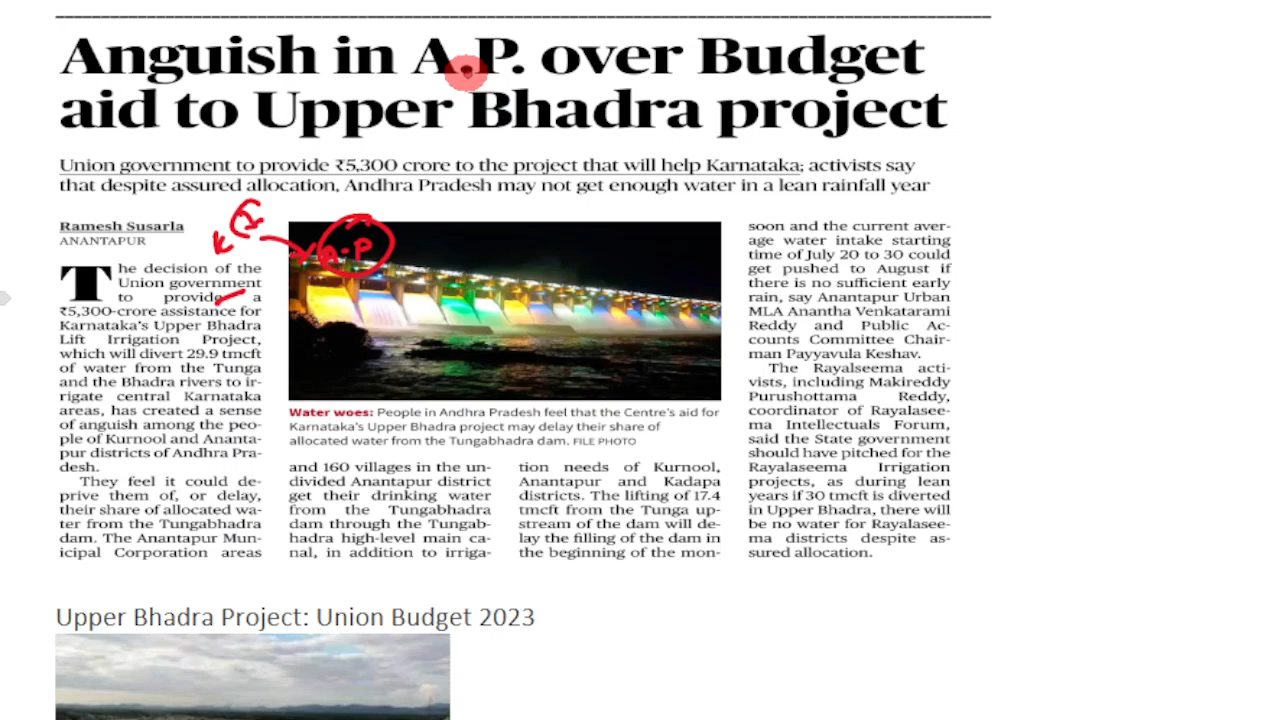 Anguish in A.P. over Budget
aid to Upper Bhadra project
Union government to provide ₹5,300 crore to the project that will help Karnataka; activists say
that despite assured allocation, Andhra Pradesh may not get enough water in a lean rainfall year
Ramesh Susarla
ANANTAPUR
The decision of the
Union government
to provide a
₹5,300-crore assistance for
Karnataka's Upper Bhadra
Lift Irrigation Project,
which will divert 29.9 tmcft
of water from the Tunga
and the Bhadra rivers to ir-
rigate central Karnataka
areas, has created a sense
of anguish among the peo-
ple of Kurnool and Ananta-
pur districts of Andhra Pra-
desh.
They feel it could de-
prive them of, or delay,
their share of allocated wa-
ter from the Tungabhadra
dam. The Anantapur Mun-
icipal Corporation areas
A.P
Water woes: People in Andhra Pradesh feel that the Centre's aid for
Karnataka's Upper Bhadra project may delay their share of
allocated water from the Tungabhadra dam. FILE PHOTO
and 160 villages in the un-
divided Anantapur district
get their drinking water
from the Tungabhadra
dam through the Tungab-
hadra high-level main ca-
nal, in addition to irriga-
tion needs of Kurnool,
Anantapur and Kadapa
districts. The lifting of 17.4
tmcft from the Tunga up-
stream of the dam will de-
lay the filling of the dam in
the beginning of the mon-
soon and the current aver-
age water intake starting
time of July 20 to 30 could
get pushed to August if
there is no sufficient early
rain, say Anantapur Urban
MLA Anantha Venkatarami
Reddy and Public Ac-
counts Committee Chair-
man Payyavula Keshav.
The Rayalseema acti-
vists, including Makireddy
Purushottama Reddy,
coordinator of Rayalasee-
ma Intellectuals Forum,
said the State government
should have pitched for the
Rayalaseema Irrigation
projects, as during lean
years if 30 tmcft is diverted
in Upper Bhadra, there will
be no water for Rayalasee-
ma districts despite as-
sured allocation.
Upper Bhadra Project: Union Budget 2023